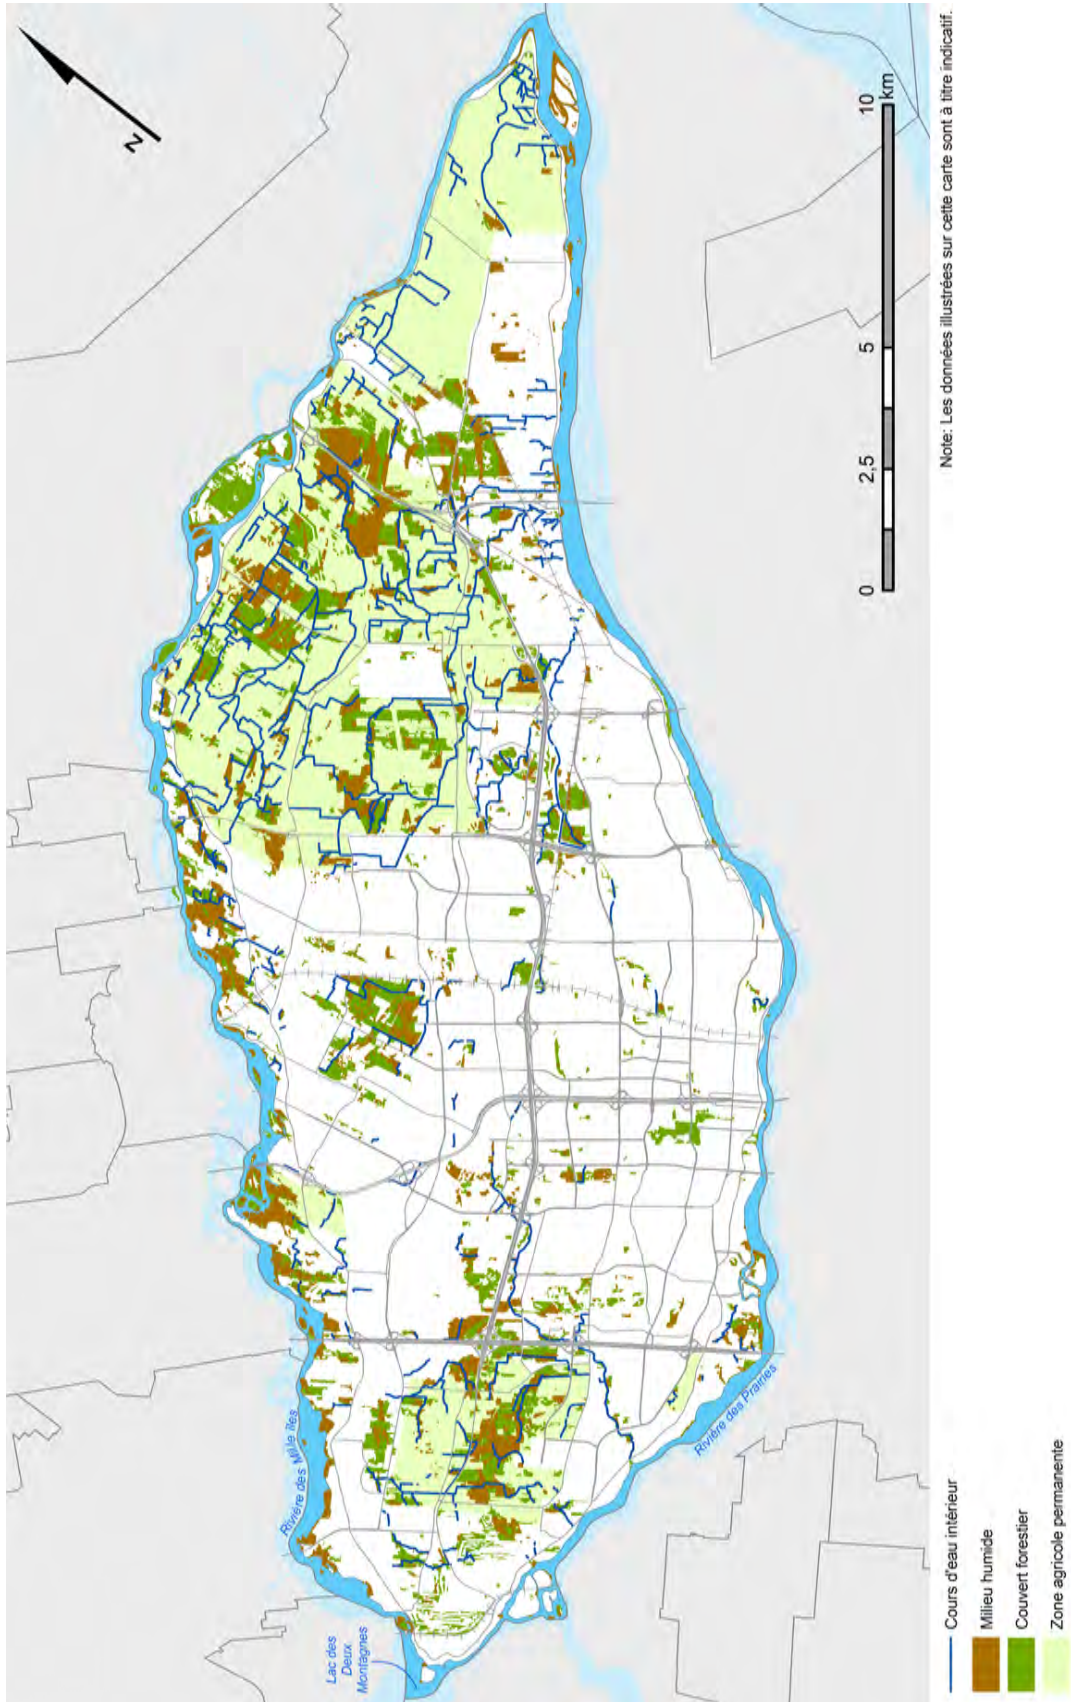 N
Rivière des Mille Îles
Lac des
Deux
Montagnes
Rivière des Prairies
0 2,5 5 10
km
Note: Les données illustrées sur cette carte sont à titre indicatif.
Cours d'eau intérieur
Milieu humide
Couvert forestier
Zone agricole permanente